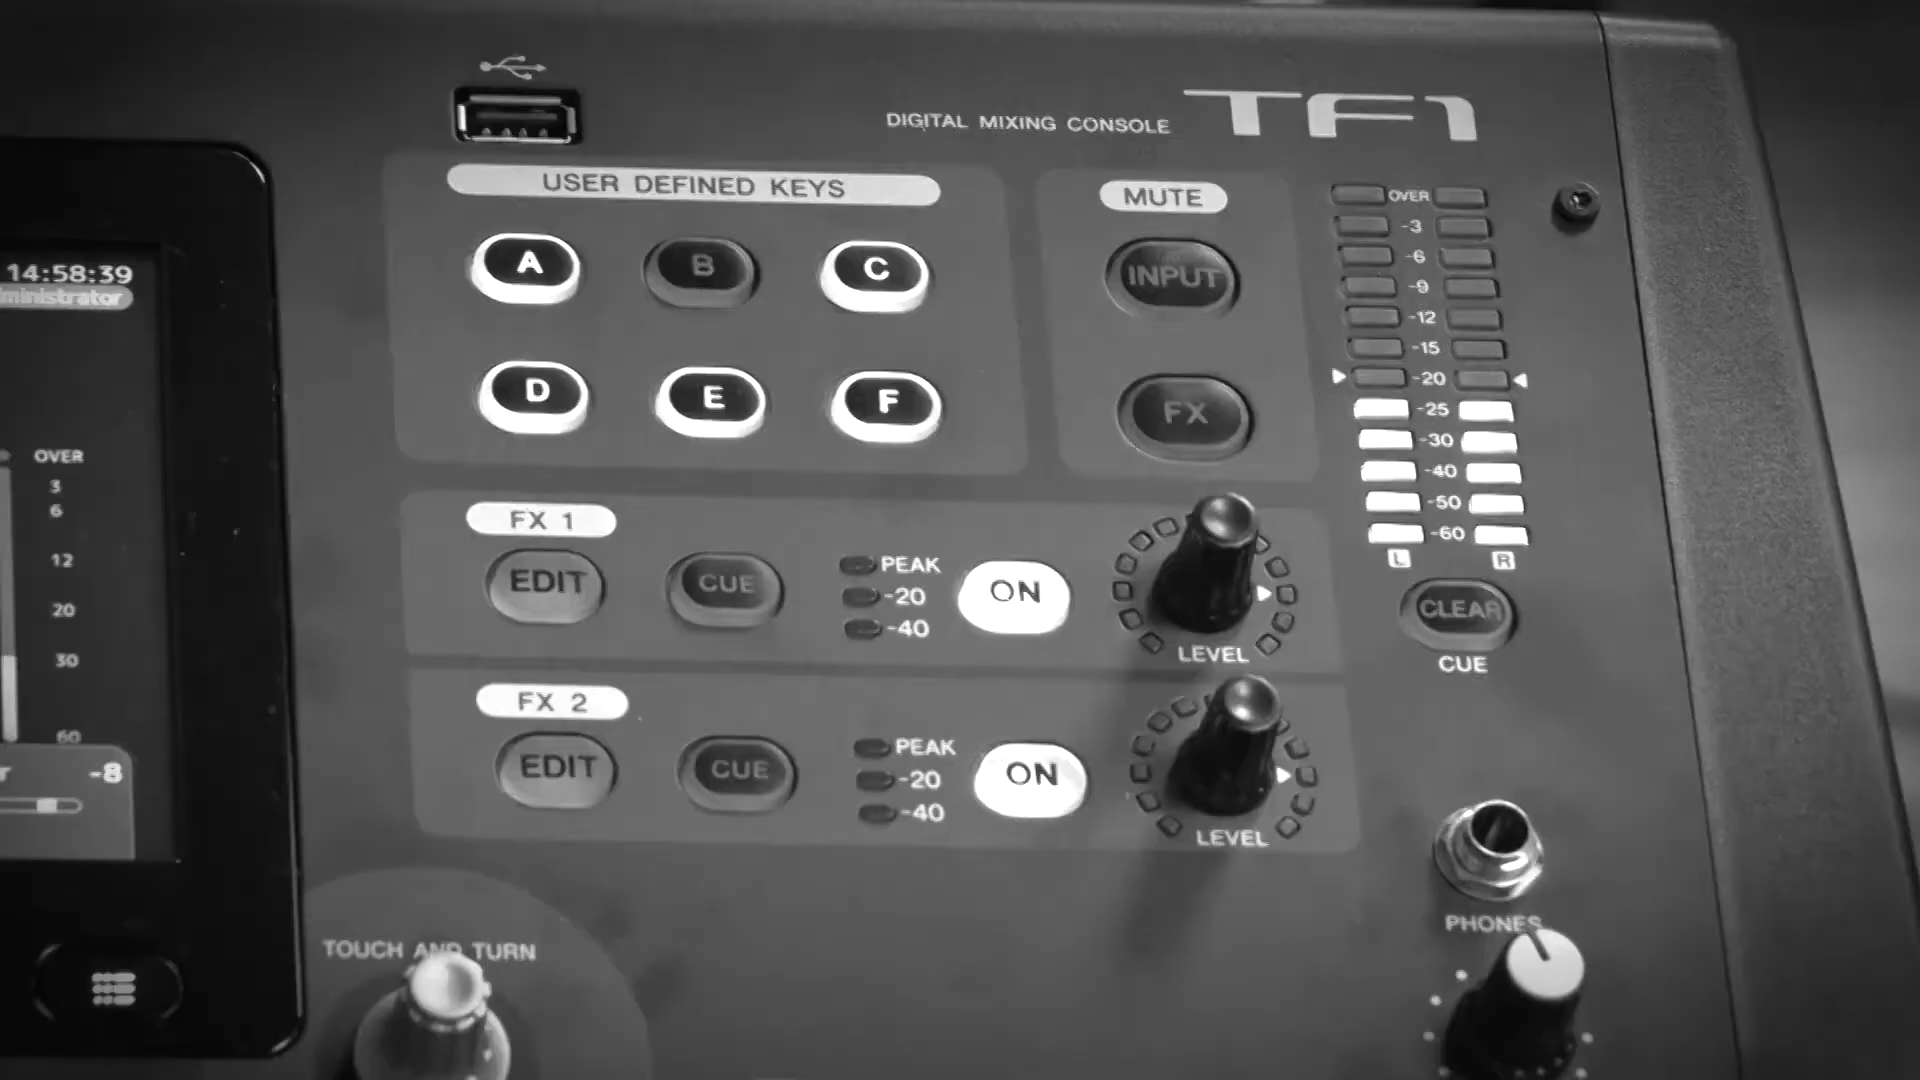 DIGITAL MIXING CONSOLE TF1
USER DEFINED KEYS
MUTE
A B C
INPUT
D E F
FX
OVER
-3
-6
-9
-12
-15
-20
-25
-30
-40
-50
-60
L R
CLEAR
CUE
14:58:39
ministrator
OVER
3
6
12
20
30
60
r -8
FX 1
EDIT CUE
PEAK
-20
-40
ON
LEVEL
FX 2
EDIT CUE
PEAK
-20
-40
ON
LEVEL
TOUCH AND TURN
PHONES